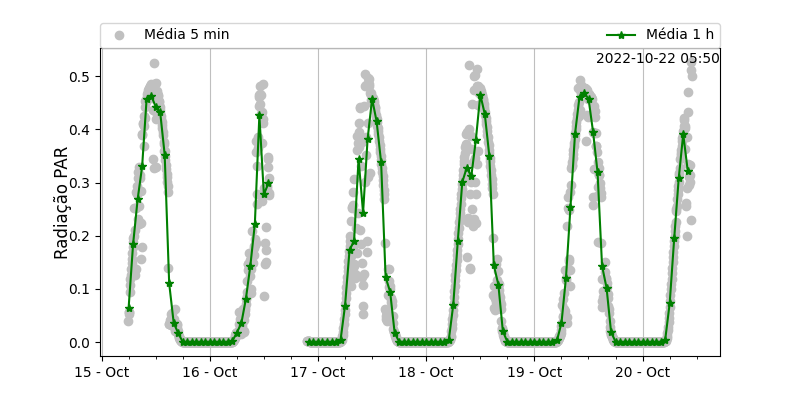 Média 5 min
Média 1 h
2022-10-22 05:50
Radiação PAR
0.5
0.4
0.3
0.2
0.1
0.0
15 - Oct
16 - Oct
17 - Oct
18 - Oct
19 - Oct
20 - Oct